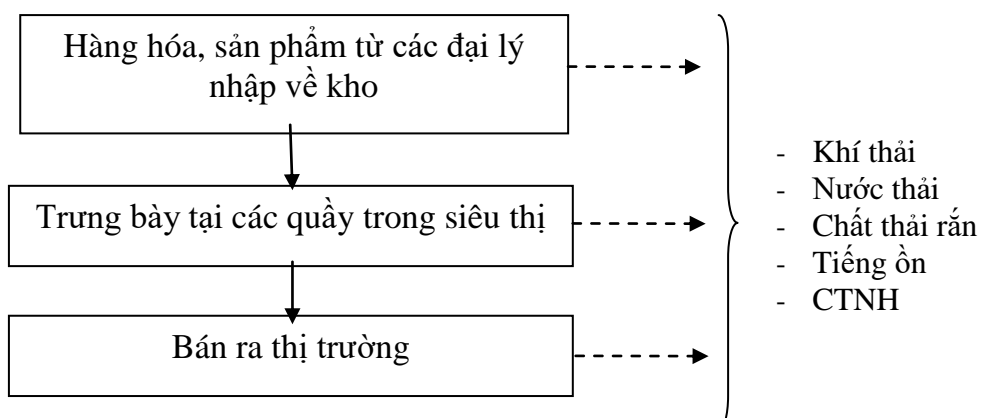 Hàng hóa, sản phẩm từ các đại lý
nhập về kho
Trưng bày tại các quầy trong siêu thị
Bán ra thị trường
- Khí thải
- Nước thải
- Chất thải rắn
- Tiếng ồn
- CTNH